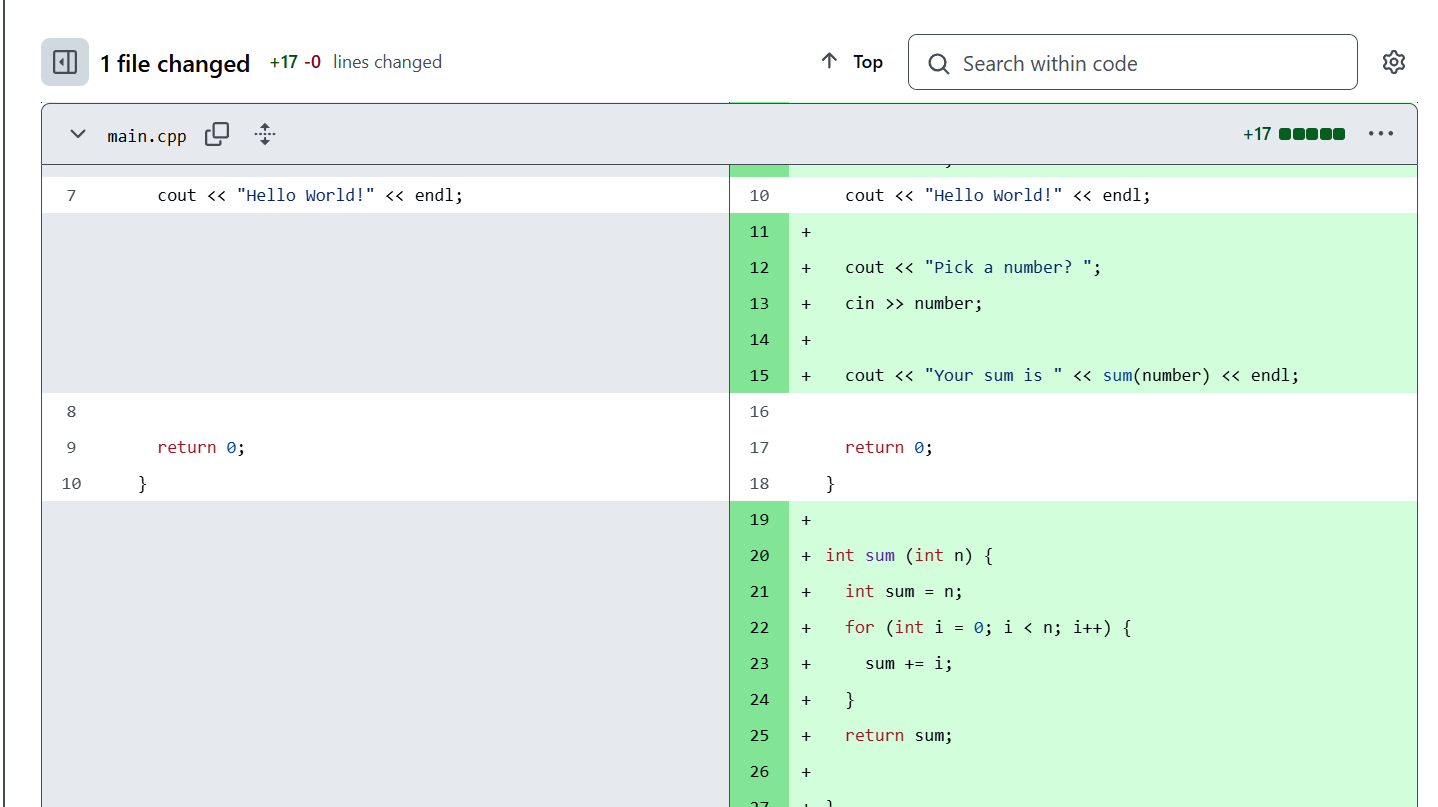 1 file changed +17 -0 lines changed ↑ Top Search within code
main.cpp +17
7 cout << "Hello World!" << endl; 10 cout << "Hello World!" << endl;
11 +
12 + cout << "Pick a number? ";
13 + cin >> number;
14 +
15 + cout << "Your sum is " << sum(number) << endl;
8 16
9 return 0; 17 return 0;
10 } 18 }
19 +
20 + int sum (int n) {
21 + int sum = n;
22 + for (int i = 0; i < n; i++) {
23 + sum += i;
24 + }
25 + return sum;
26 +
27 + }